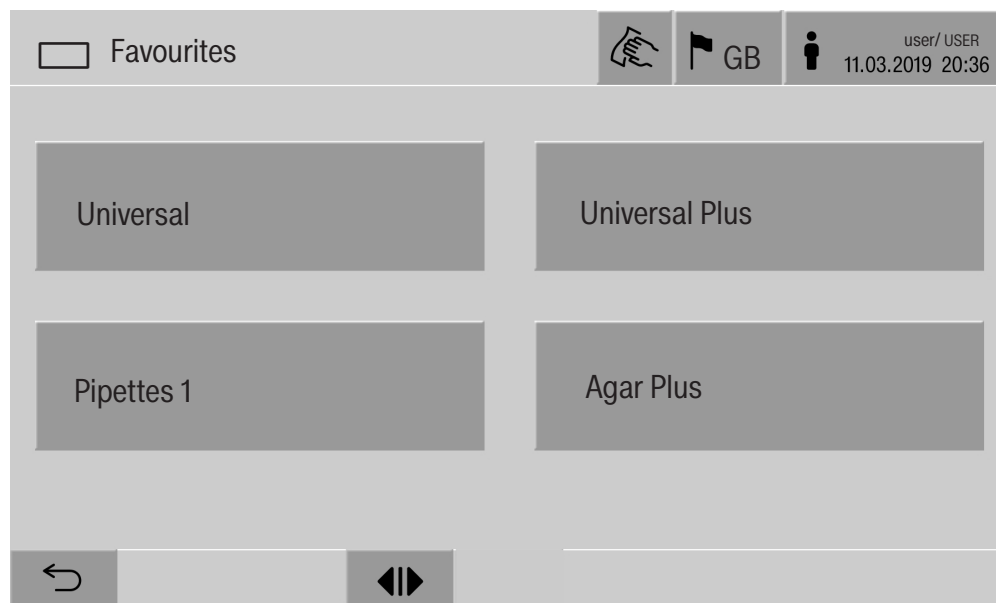 Favourites
GB
user/ USER
11.03.2019 20:36
Universal
Universal Plus
Pipettes 1
Agar Plus